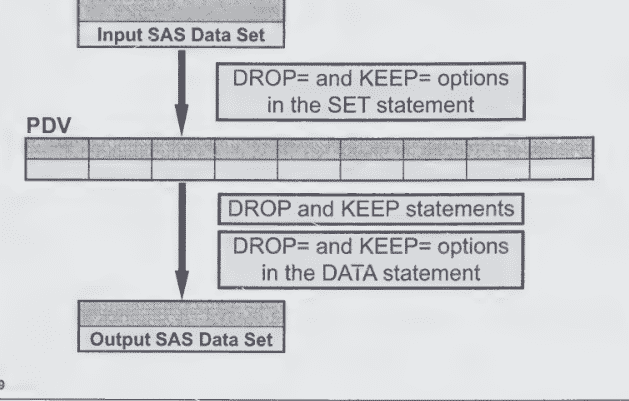 Input SAS Data Set
DROP= and KEEP= options
in the SET statement
PDV
DROP and KEEP statements
DROP= and KEEP= options
in the DATA statement
Output SAS Data Set
9